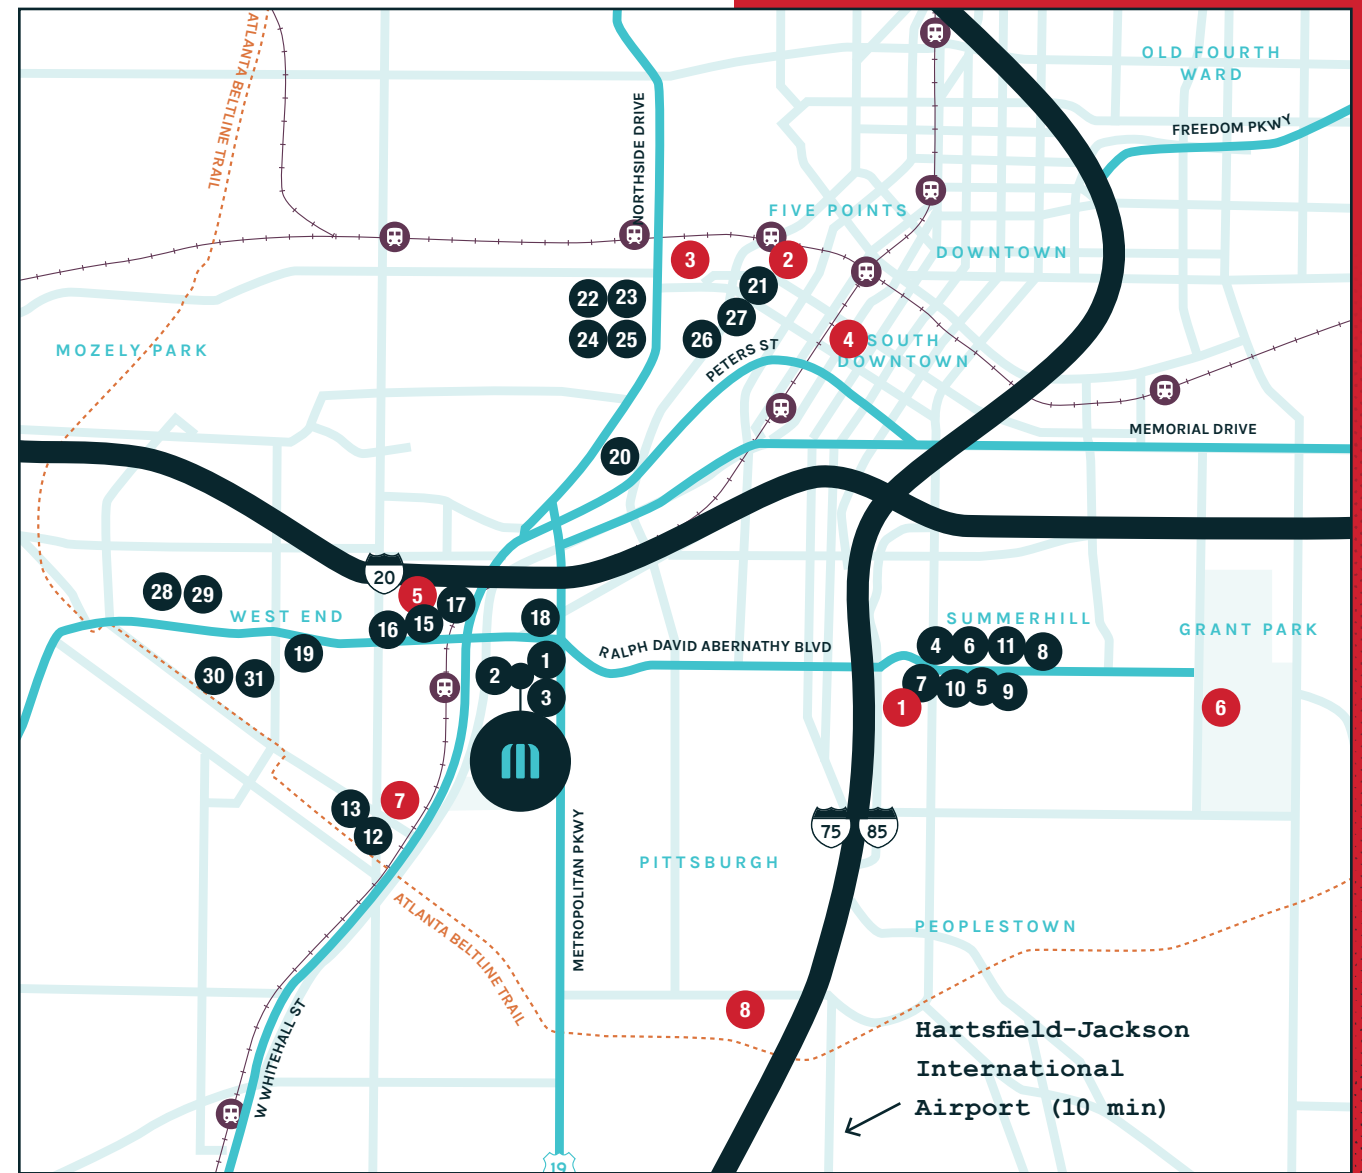 OLD FOURTH
WARD
FREEDOM PKWY
ATLANTA BELTLINE TRAIL
NORTHSIDE DRIVE
FIVE POINTS
DOWNTOWN
3
2
21
22 23
27
24 25
26
4
SOUTH
DOWNTOWN
MOZELY PARK
PETERS ST
MEMORIAL DRIVE
20
20
28 29
5
17
WEST END
16 15
18
19
RALPH DAVID ABERNATHY BLVD
SUMMERHILL
GRANT PARK
4 6 11 8
30 31
2
1
3
7 10 5 9
1
6
m
13
12
7
75 85
METROPOLITAN PKWY
PITTSBURGH
PEOPLESTOWN
ATLANTA BELTLINE TRAIL
8
W WHITEHALL ST
Hartsfield-Jackson
International
Airport (10 min)
19